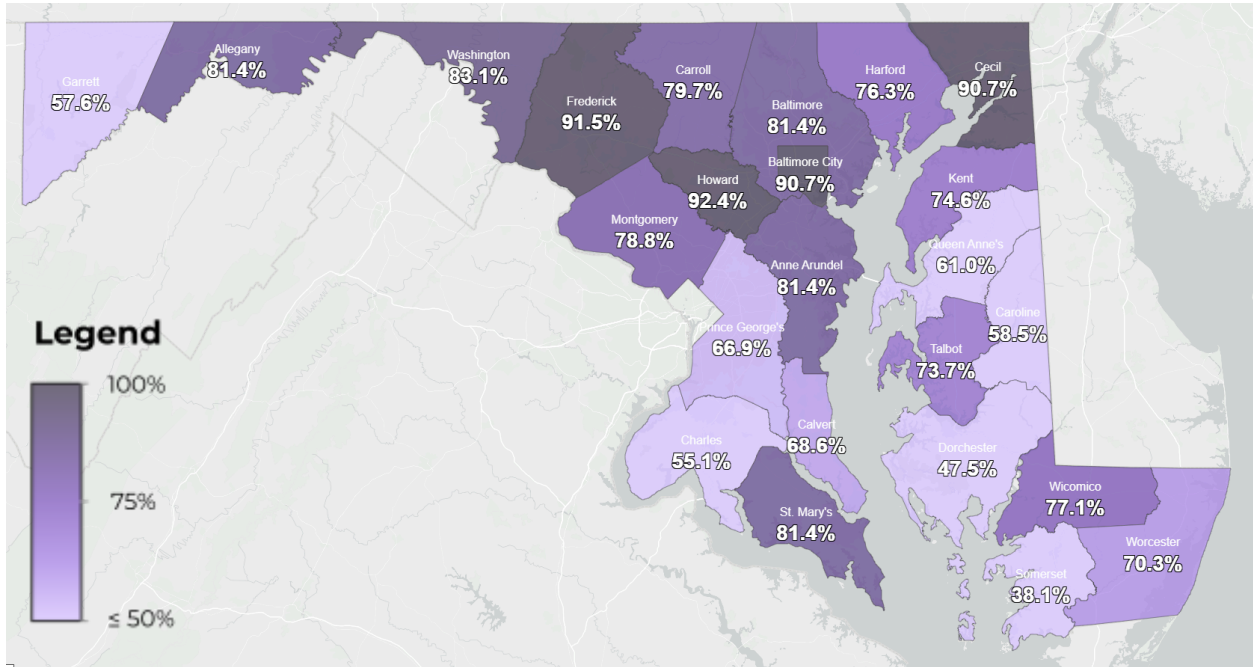 Garrett
57.6%
Allegany
81.4%
Washington
83.1%
Frederick
91.5%
Carroll
79.7%
Baltimore
81.4%
Harford
76.3%
Cecil
90.7%
Baltimore City
90.7%
Howard
92.4%
Montgomery
78.8%
Kent
74.6%
Queen Anne's
61.0%
Anne Arundel
81.4%
Prince George's
66.9%
Caroline
58.5%
Talbot
73.7%
Calvert
68.6%
Charles
55.1%
Dorchester
47.5%
St. Mary's
81.4%
Wicomico
77.1%
Worcester
70.3%
Somerset
38.1%
Legend
100%
75%
≤ 50%